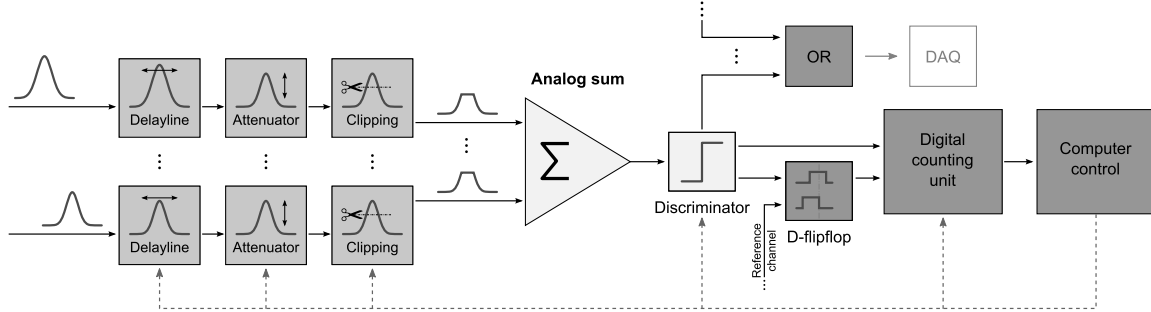 OR
DAQ
Analog sum
Delayline
Attenuator
Clipping
Σ
Digital
counting
unit
Computer
control
Discriminator
D-flipflop
Reference
channel
Delayline
Attenuator
Clipping